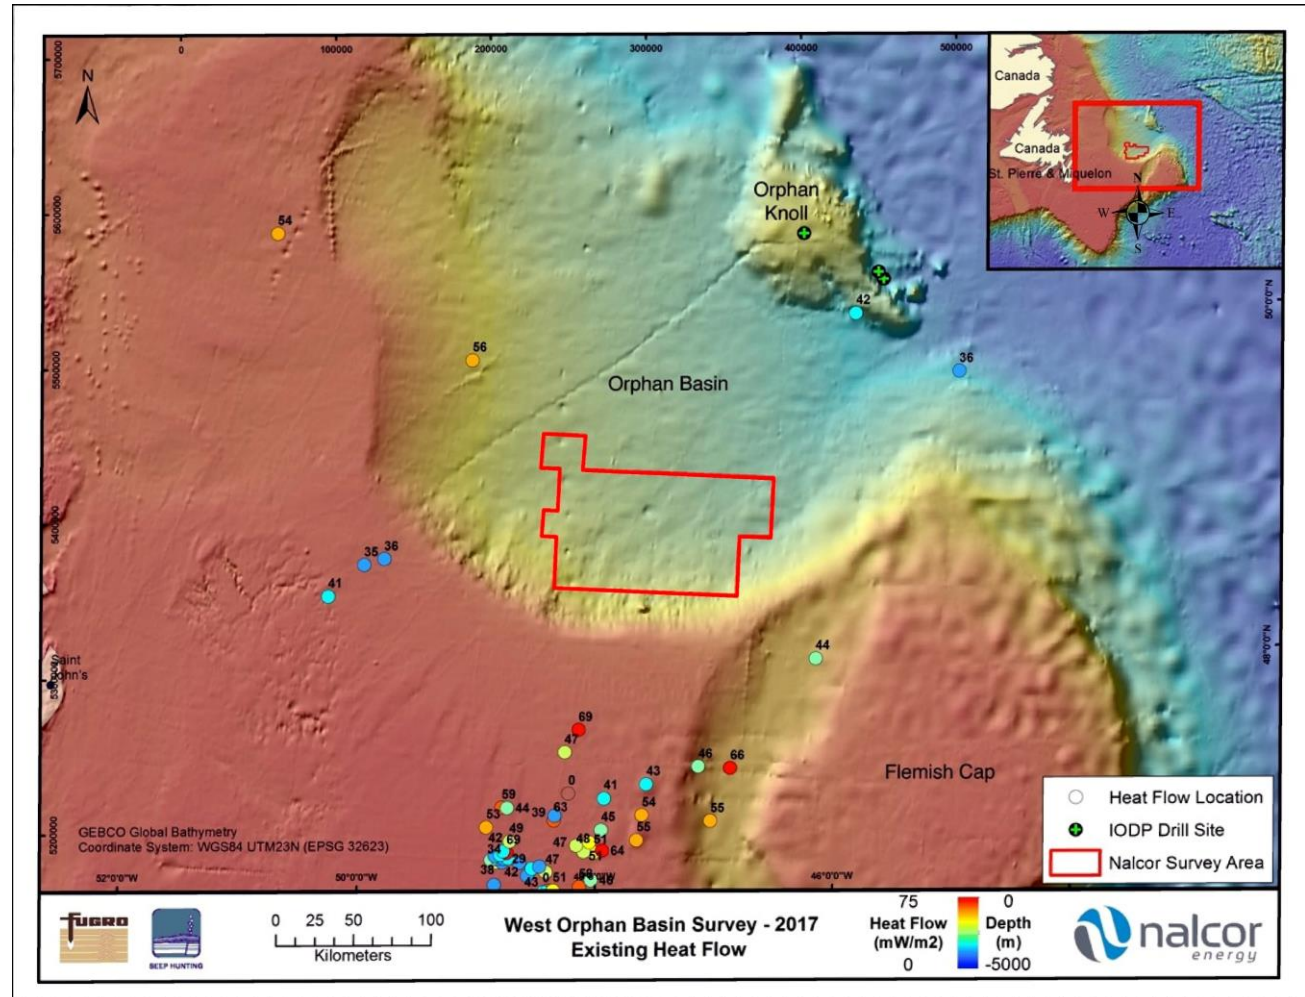 0
100000
200000
300000
400000
500000
5700000
N
Canada
Canada
St. Pierre & Miquelon
N
W
E
S
Orphan
Knoll
54
5600000
42
50°0'0"N
56
36
5500000
Orphan Basin
5400000
35
36
41
48°0'0"N
44
Saint
John's
5300000
69
47
46
66
Flemish Cap
0
41
43
59
44
39
63
54
53
45
55
55
49
42
69
47
48
51
64
34
29
47
38
42
43
0
51
46
5200000
GEBCO Global Bathymetry
Coordinate System: WGS84 UTM23N (EPSG 32623)
Heat Flow Location
IODP Drill Site
Nalcor Survey Area
52°0'0"W
50°0'0"W
46°0'0"W
FUGRO
SEEP HUNTING
0 25 50 100
Kilometers
West Orphan Basin Survey - 2017
Existing Heat Flow
75 0
Heat Flow Depth
(mW/m2) (m)
0 -5000
nalcor
energy